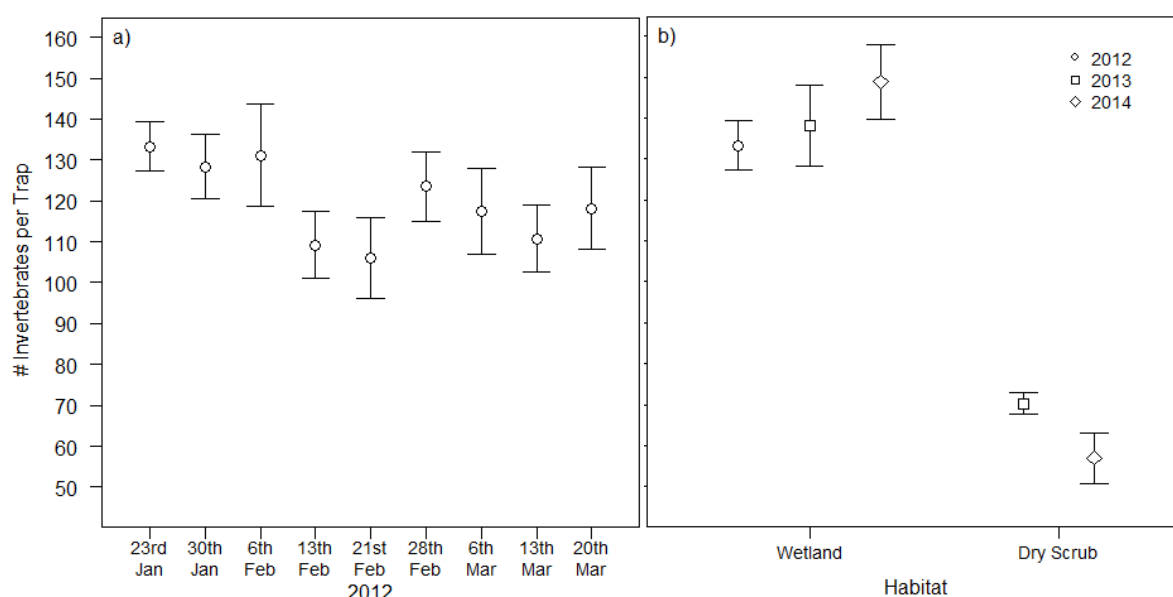 a)
# Invertebrates per Trap
160
150
140
130
120
110
100
90
80
70
60
50
23rd 30th 6th 13th 21st 28th 6th 13th 20th
Jan Jan Feb Feb Feb Feb Mar Mar Mar
2012
b)
2012
2013
2014
Wetland Dry Scrub
Habitat